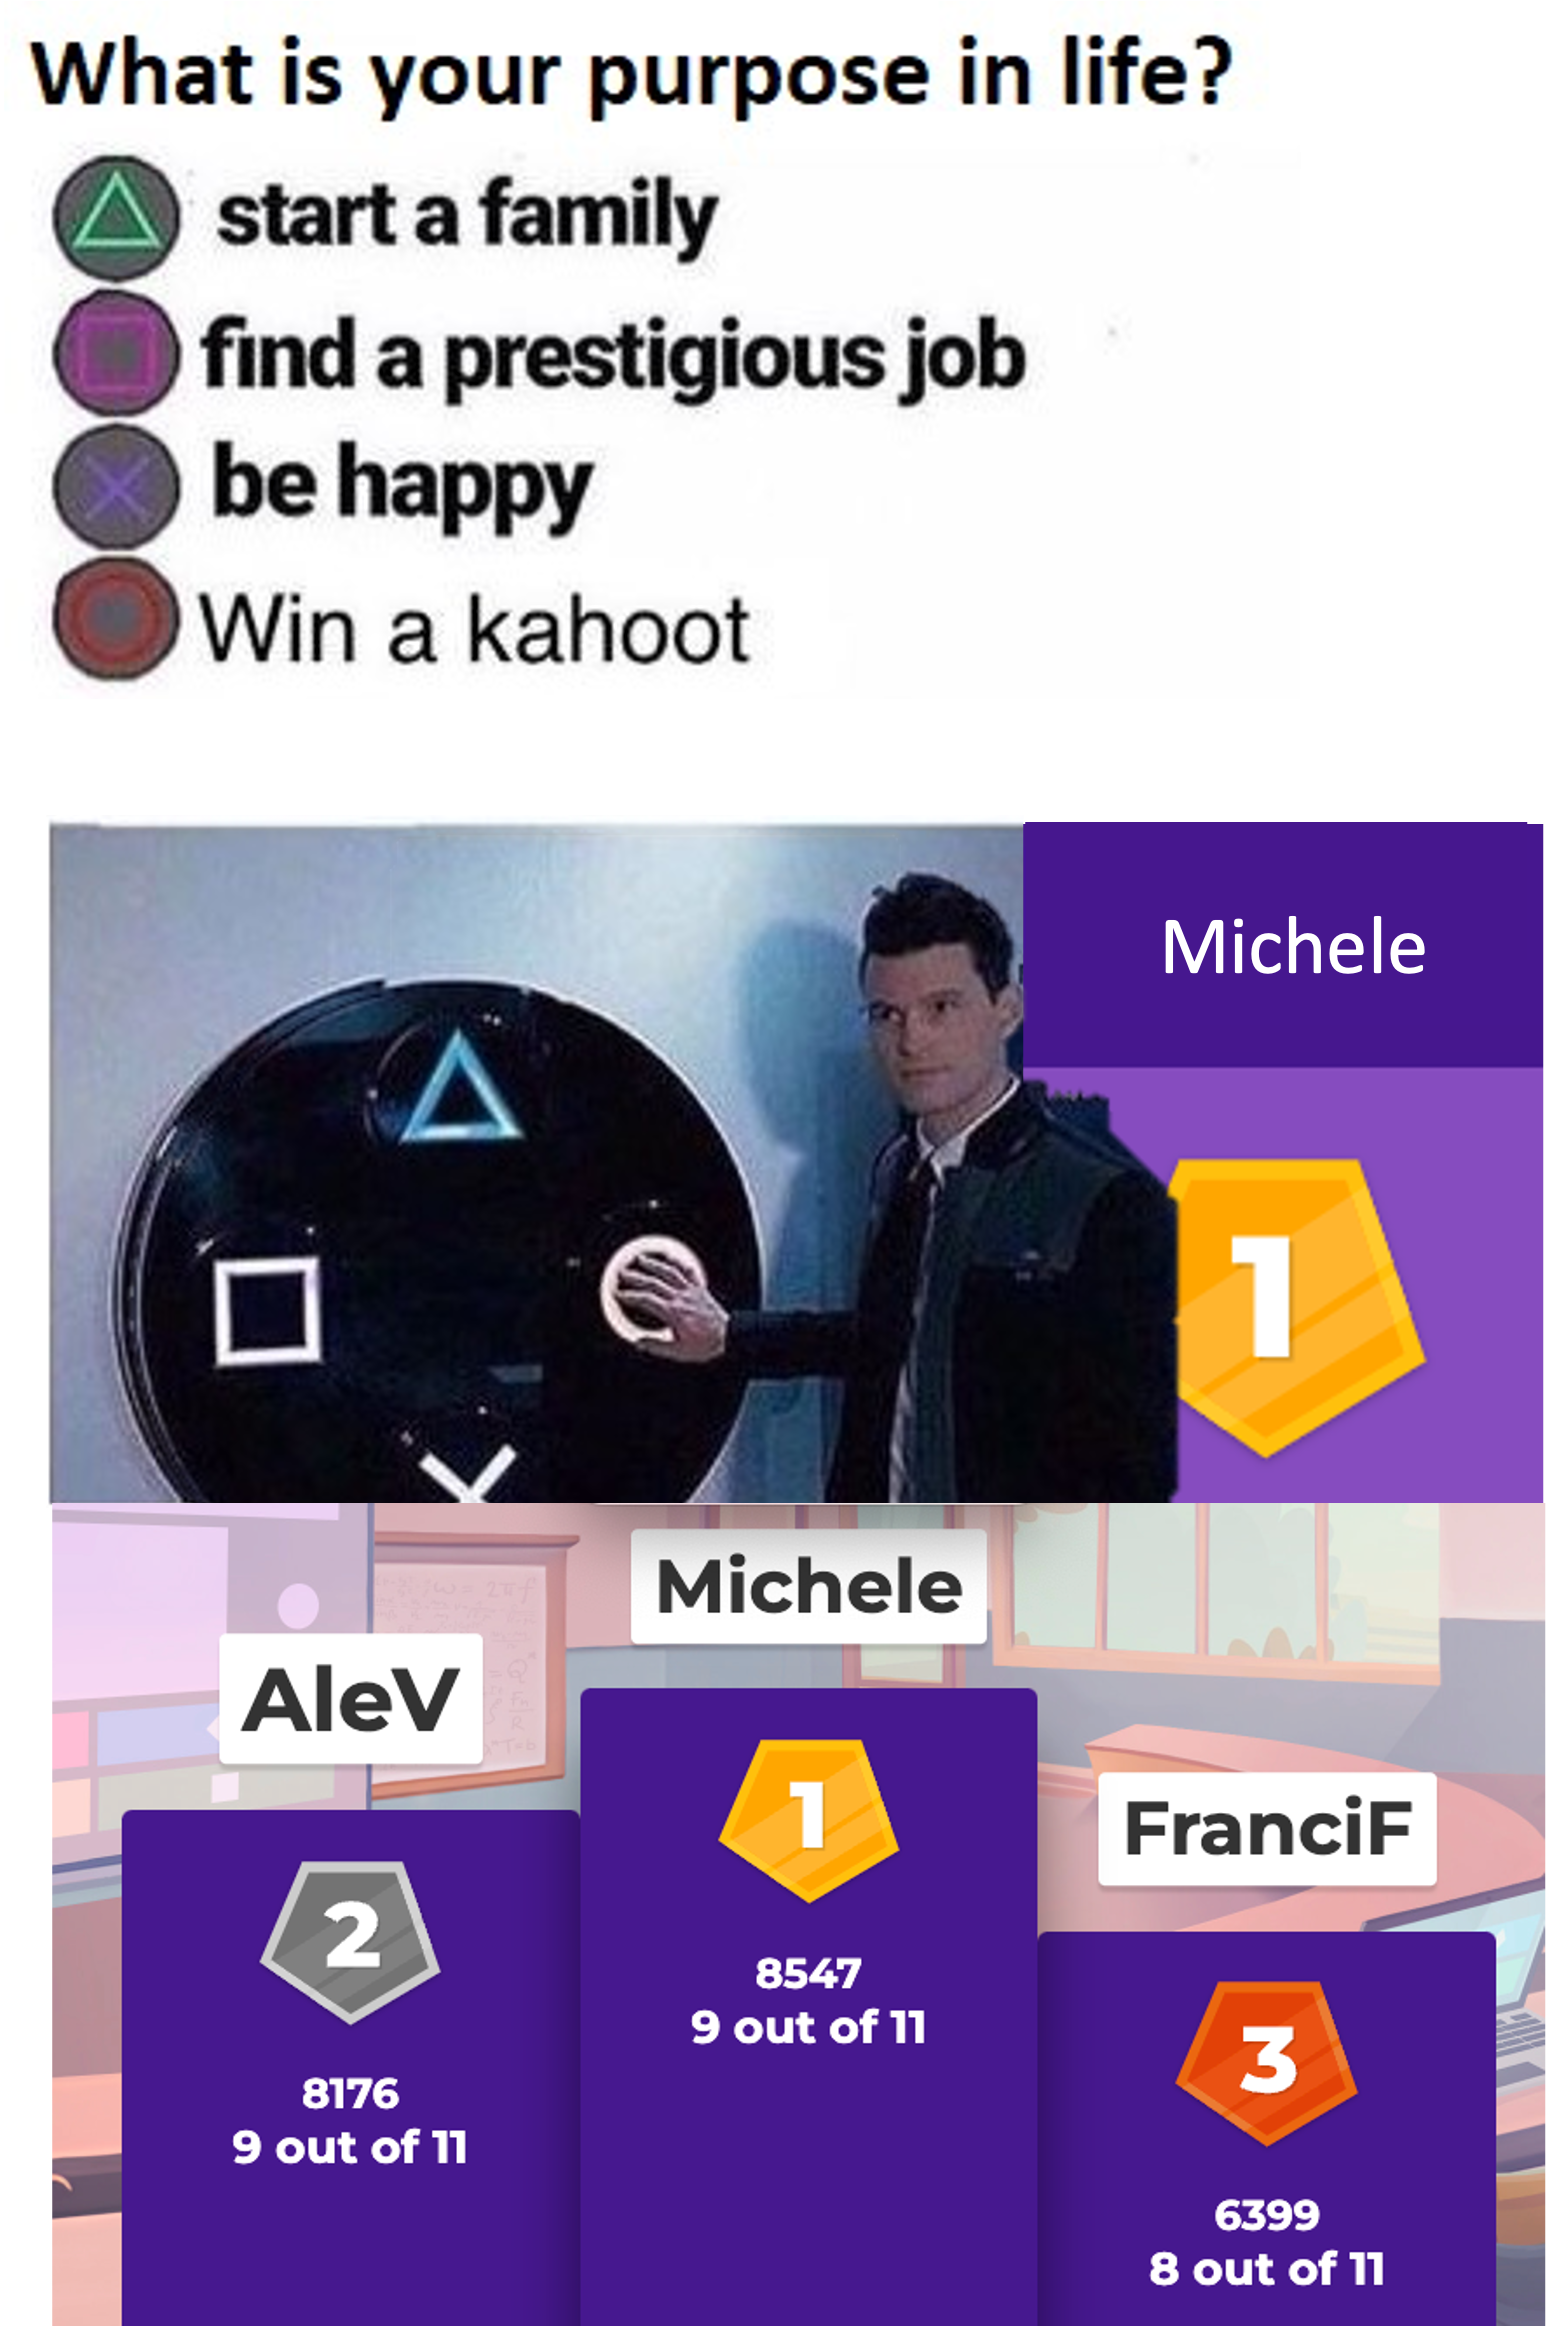 What is your purpose in life?
start a family
find a prestigious job
be happy
Win a kahoot
Michele
1
Michele
AleV
1
FranciF
2
8547
9 out of 11
3
8176
9 out of 11
6399
8 out of 11